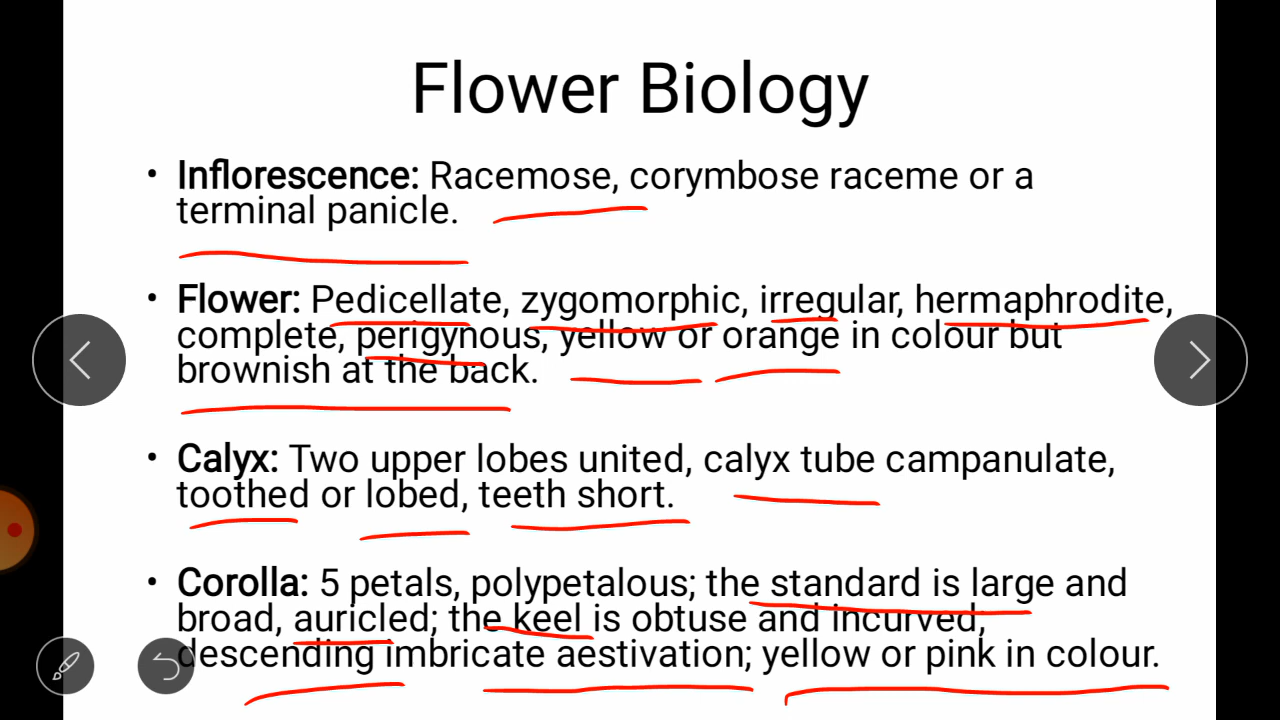 Flower Biology
• Inflorescence: Racemose, corymbose raceme or a
terminal panicle.
• Flower: Pedicellate, zygomorphic, irregular, hermaphrodite,
complete, perigynous, yellow or orange in colour but
brownish at the back.
• Calyx: Two upper lobes united, calyx tube campanulate,
toothed or lobed, teeth short.
• Corolla: 5 petals, polypetalous; the standard is large and
broad, auricled; the keel is obtuse and incurved;
descending imbricate aestivation; yellow or pink in colour.